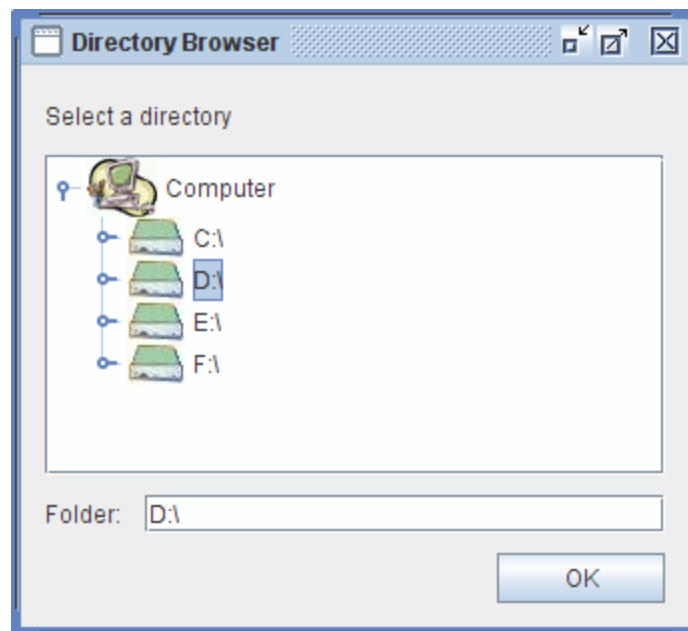 Directory Browser
Select a directory
Computer
C:\
D:\
E:\
F:\
Folder: D:\
OK